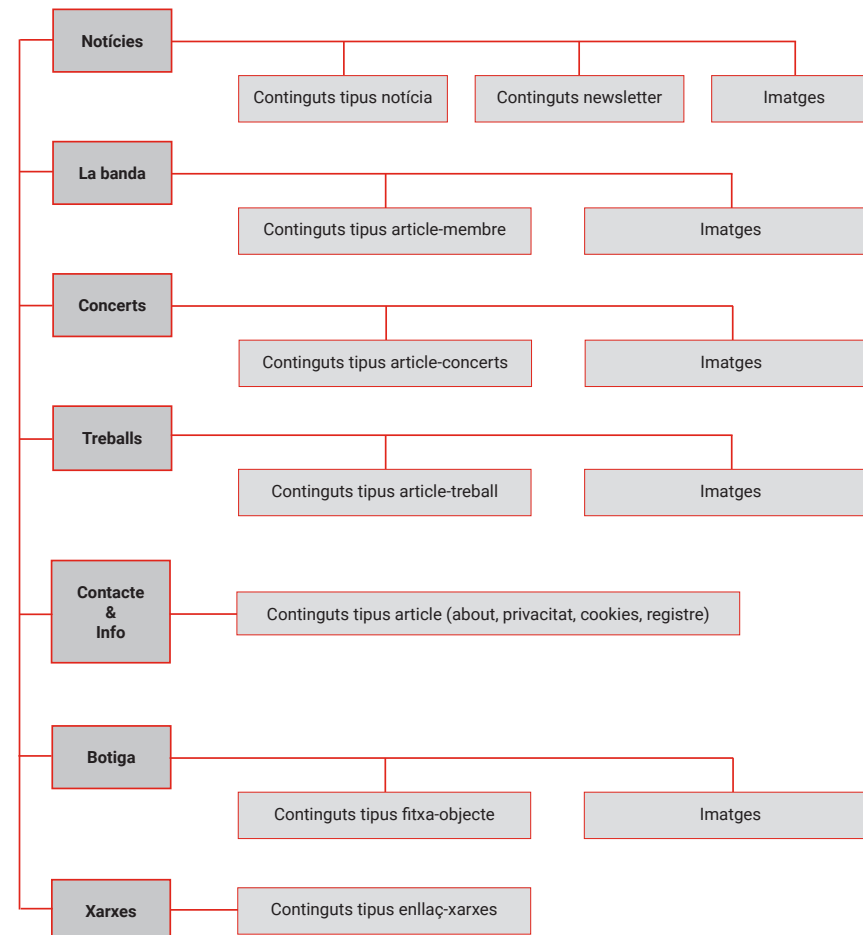 Notícies
Continguts tipus notícia
Continguts newsletter
Imatges
La banda
Continguts tipus article-membre
Imatges
Concerts
Continguts tipus article-concerts
Imatges
Treballs
Continguts tipus article-treball
Imatges
Contacte
&
Info
Continguts tipus article (about, privacitat, cookies, registre)
Botiga
Continguts tipus fitxa-objecte
Imatges
Xarxes
Continguts tipus enllaç-xarxes